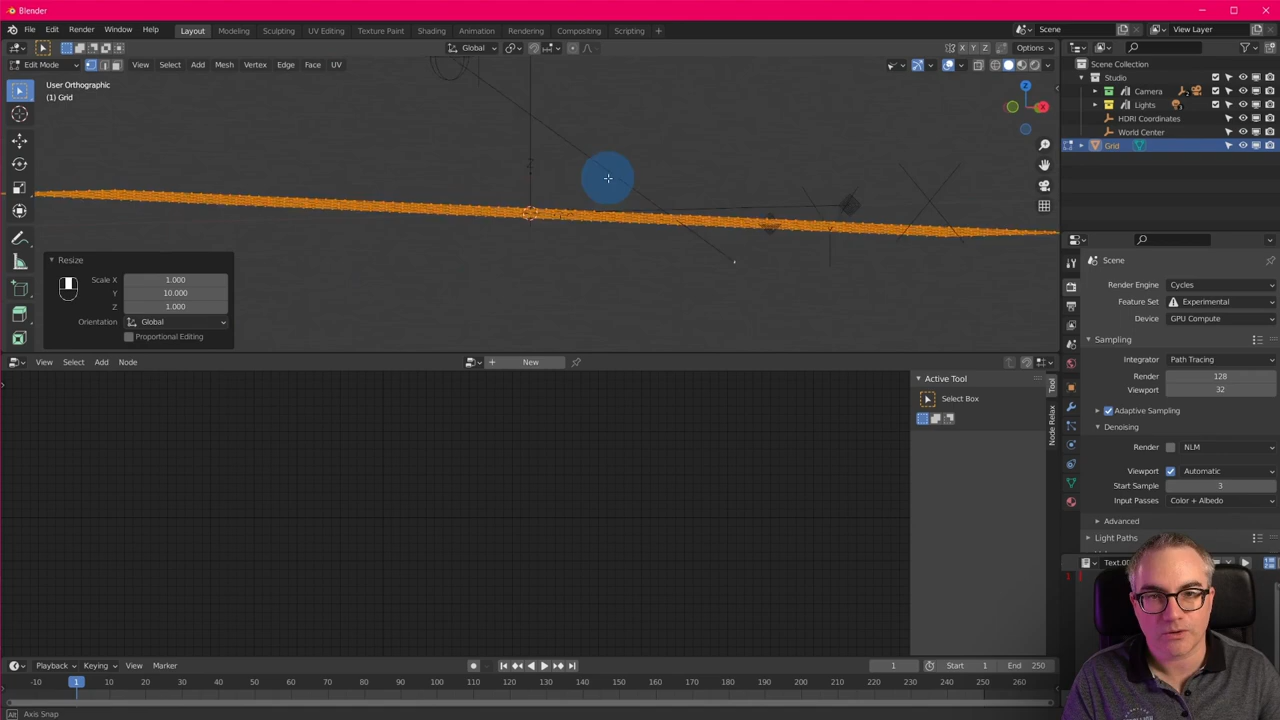 Blender
File Edit Render Window Help
Layout Modeling Sculpting UV Editing Texture Paint Shading Animation Rendering Compositing Scripting +
Scene
View Layer
Global
X Y Z
Options
Edit Mode View Select Add Mesh Vertex Edge Face UV
User Orthographic
(1) Grid
Z
X
Z
Resize
Scale X 1.000
Y 10.000
Z 1.000
Orientation Global
Proportional Editing
Scene Collection
Studio
Camera
Lights
HDRI Coordinates
World Center
Grid
Scene
Render Engine Cycles
Feature Set Experimental
Device GPU Compute
Sampling
Integrator Path Tracing
Render 128
Viewport 32
Adaptive Sampling
Denoising
Render NLM
Viewport Automatic
Start Sample 3
Input Passes Color + Albedo
Advanced
Light Paths
1
View Select Add Node
+ New
Active Tool
Select Box
Tool
Node Relax
Playback Keying View Marker
1
Start 1 End 250
-10 1 10 20 30 40 50 60 70 80 90 100 110 120 130 140 150 160 170 180 190 200 210 220 230 240 250 260
Alt Axis Snap